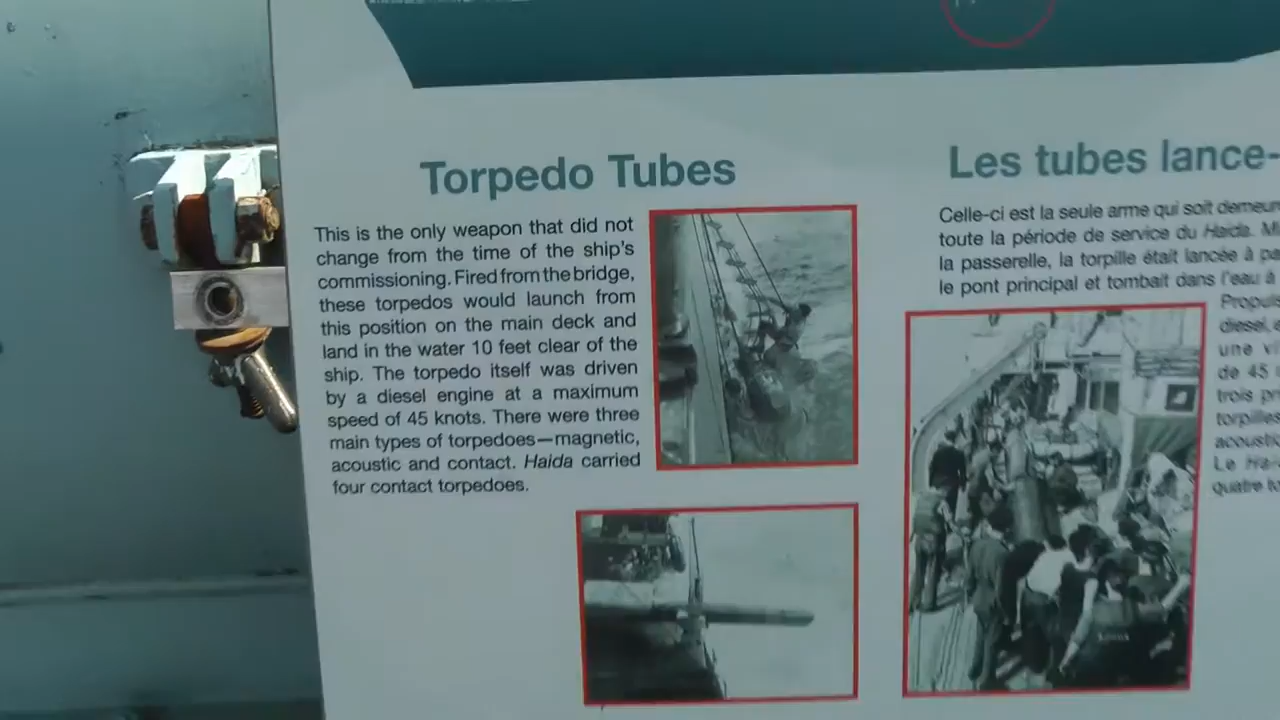 Torpedo Tubes
This is the only weapon that did not
change from the time of the ship's
commissioning. Fired from the bridge,
these torpedos would launch from
this position on the main deck and
land in the water 10 feet clear of the
ship. The torpedo itself was driven
by a diesel engine at a maximum
speed of 45 knots. There were three
main types of torpedoes—magnetic,
acoustic and contact. Haida carried
four contact torpedoes.
Les tubes lance-
Celle-ci est la seule arme qui soit
toute la période de service du Haida.
la passerelle, la torpille était lancée à
le pont principal et tombait dans l'eau à
diesel,
une
de 45
trois
quatre